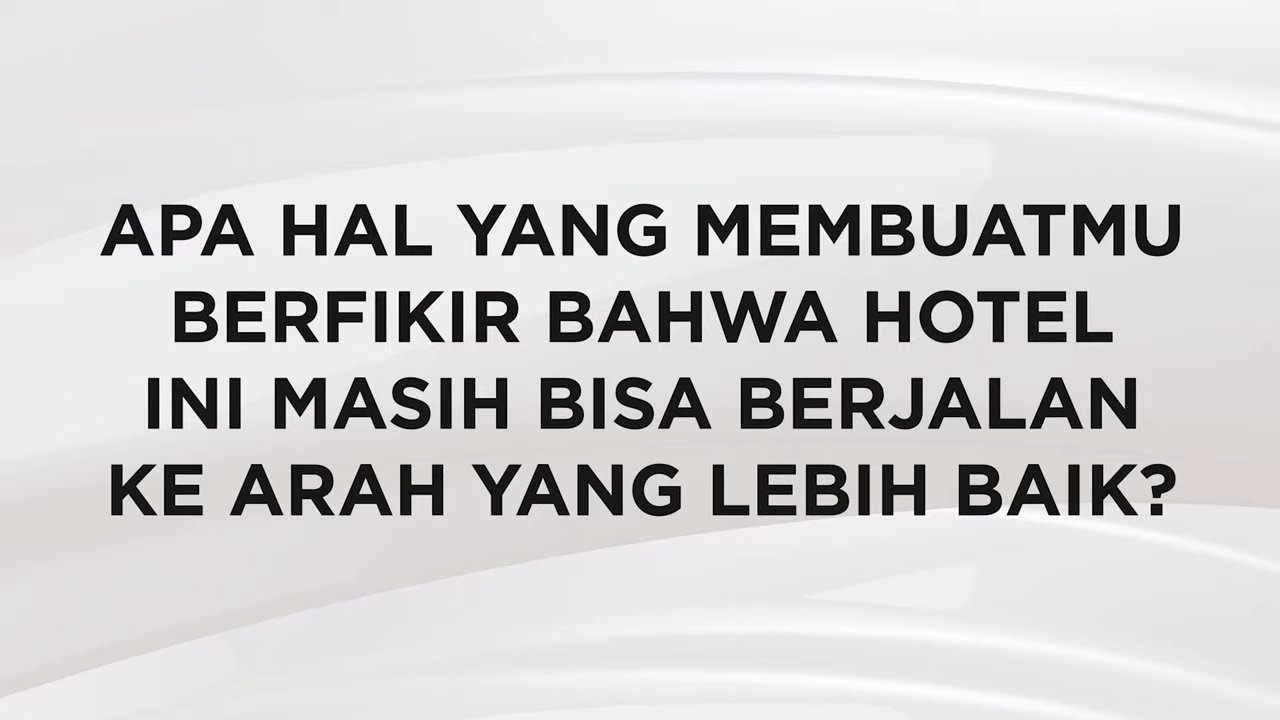 APA HAL YANG MEMBUATMU
BERFIKIR BAHWA HOTEL
INI MASIH BISA BERJALAN
KE ARAH YANG LEBIH BAIK?